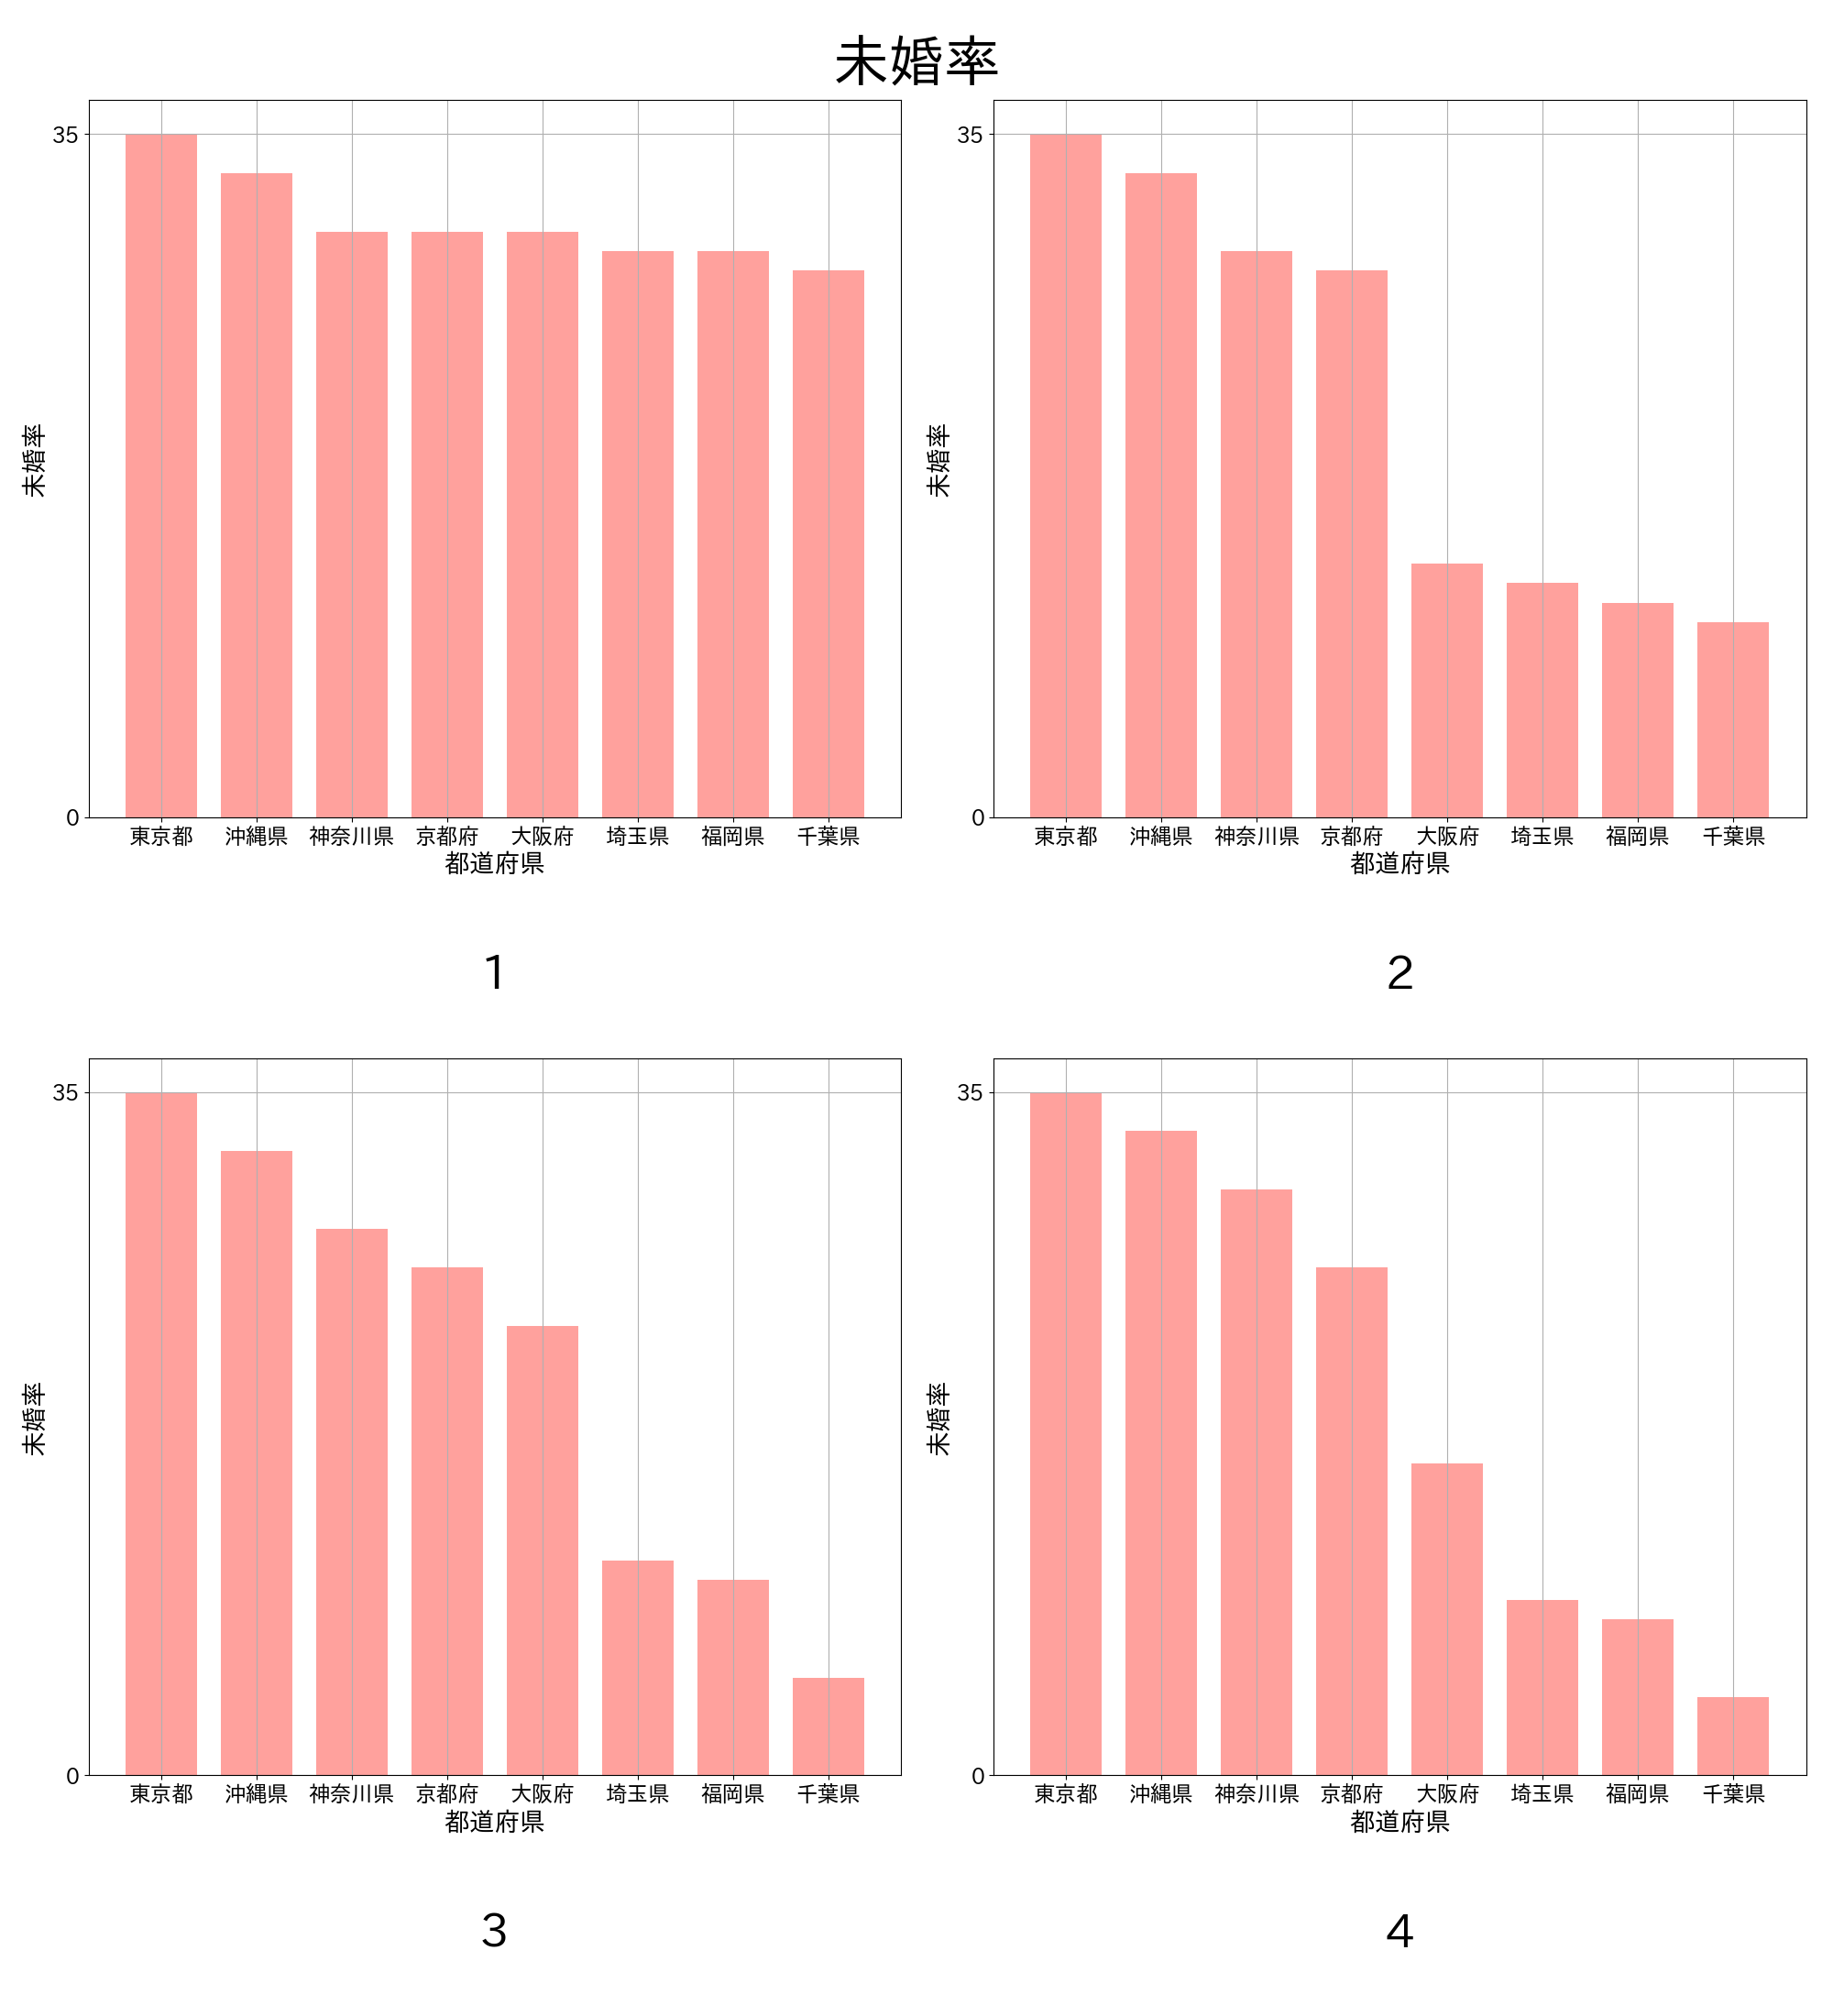 未婚率
35
0
未婚率
東京都 沖縄県 神奈川県 京都府 大阪府 埼玉県 福岡県 千葉県
都道府県
1
35
0
未婚率
東京都 沖縄県 神奈川県 京都府 大阪府 埼玉県 福岡県 千葉県
都道府県
2
35
0
未婚率
東京都 沖縄県 神奈川県 京都府 大阪府 埼玉県 福岡県 千葉県
都道府県
3
35
0
未婚率
東京都 沖縄県 神奈川県 京都府 大阪府 埼玉県 福岡県 千葉県
都道府県
4